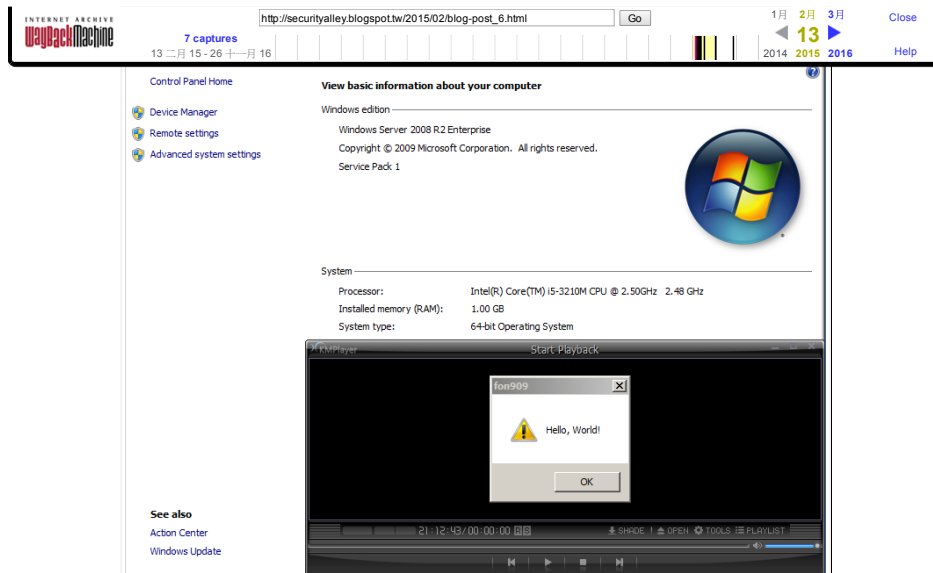 INTERNET ARCHIVE
WayBackMachine
http://securityalley.blogspot.tw/2015/02/blog-post_6.html
Go
7 captures
13 二月 15 - 26 十一月 16
1月 2月 3月
13
2014 2015 2016
Close
Help
Control Panel Home
Device Manager
Remote settings
Advanced system settings
View basic information about your computer
Windows edition
Windows Server 2008 R2 Enterprise
Copyright © 2009 Microsoft Corporation. All rights reserved.
Service Pack 1
System
Processor: Intel(R) Core(TM) i5-3210M CPU @ 2.50GHz 2.48 GHz
Installed memory (RAM): 1.00 GB
System type: 64-bit Operating System
KMPlayer
Start Playback
fon909
Hello, World!
OK
21:12:43/00:00:00 R S
SHADE ! OPEN TOOLS PLAYLIST
See also
Action Center
Windows Update